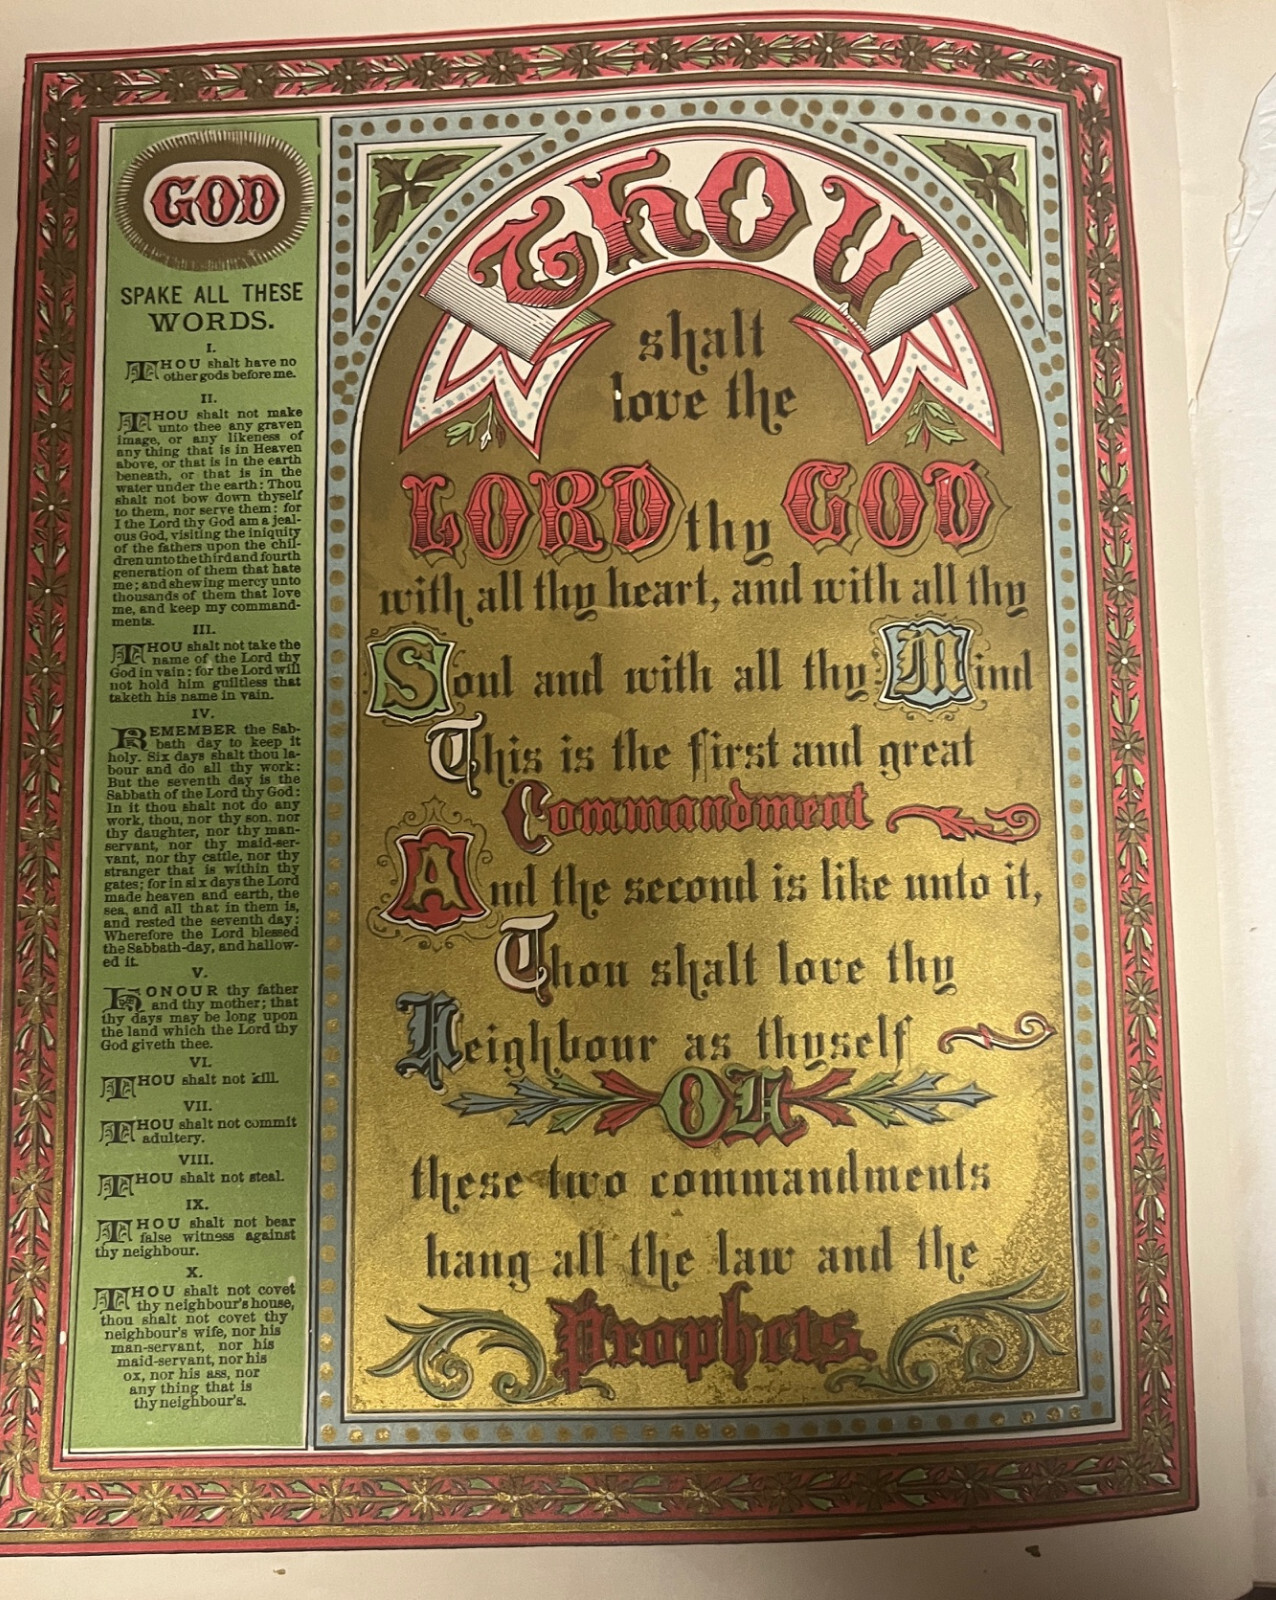 GOD
SPAKE ALL THESE
WORDS.
I.
THOU shalt have no
other gods before me.
II.
THOU shalt not make
unto thee any graven
image, or any likeness of
any thing that is in Heaven
above, or that is in the earth
beneath, or that is in the
water under the earth: Thou
shalt not bow down thyself
to them, nor serve them: for
I the Lord thy God am a jeal-
ous God, visiting the iniquity
of the fathers upon the chil-
dren unto the third and fourth
generation of them that hate
me; and shewing mercy unto
thousands of them that love
me, and keep my command-
ments.
III.
THOU shalt not take the
name of the Lord thy
God in vain: for the Lord will
not hold him guiltless that
taketh his name in vain.
IV.
REMEMBER the Sab-
bath day to keep it
holy. Six days shalt thou la-
bour and do all thy work:
But the seventh day is the
Sabbath of the Lord thy God:
In it thou shalt not do any
work, thou, nor thy son, nor
thy daughter, nor thy man-
servant, nor thy maid-ser-
vant, nor thy cattle, nor thy
stranger that is within thy
gates; for in six days the Lord
made heaven and earth, the
sea, and all that in them is,
and rested the seventh day:
Wherefore the Lord blessed
the Sabbath-day, and hallow-
ed it.
V.
HONOUR thy father
and thy mother; that
thy days may be long upon
the land which the Lord thy
God giveth thee.
VI.
THOU shalt not kill.
VII.
THOU shalt not commit
adultery.
VIII.
THOU shalt not steal.
IX.
THOU shalt not bear
false witness against
thy neighbour.
X.
THOU shalt not covet
thy neighbour's house,
thou shalt not covet thy
neighbour's wife, nor his
man-servant, nor his
maid-servant, nor his
ox, nor his ass, nor
any thing that is
thy neighbour's.
Thou
shalt
love the
LORD thy GOD
with all thy heart, and with all thy
Soul and with all thy Mind
This is the first and great
Commandment
And the second is like unto it,
Thou shalt love thy
Neighbour as thyself
ON
these two commandments
hang all the law and the
Prophets.